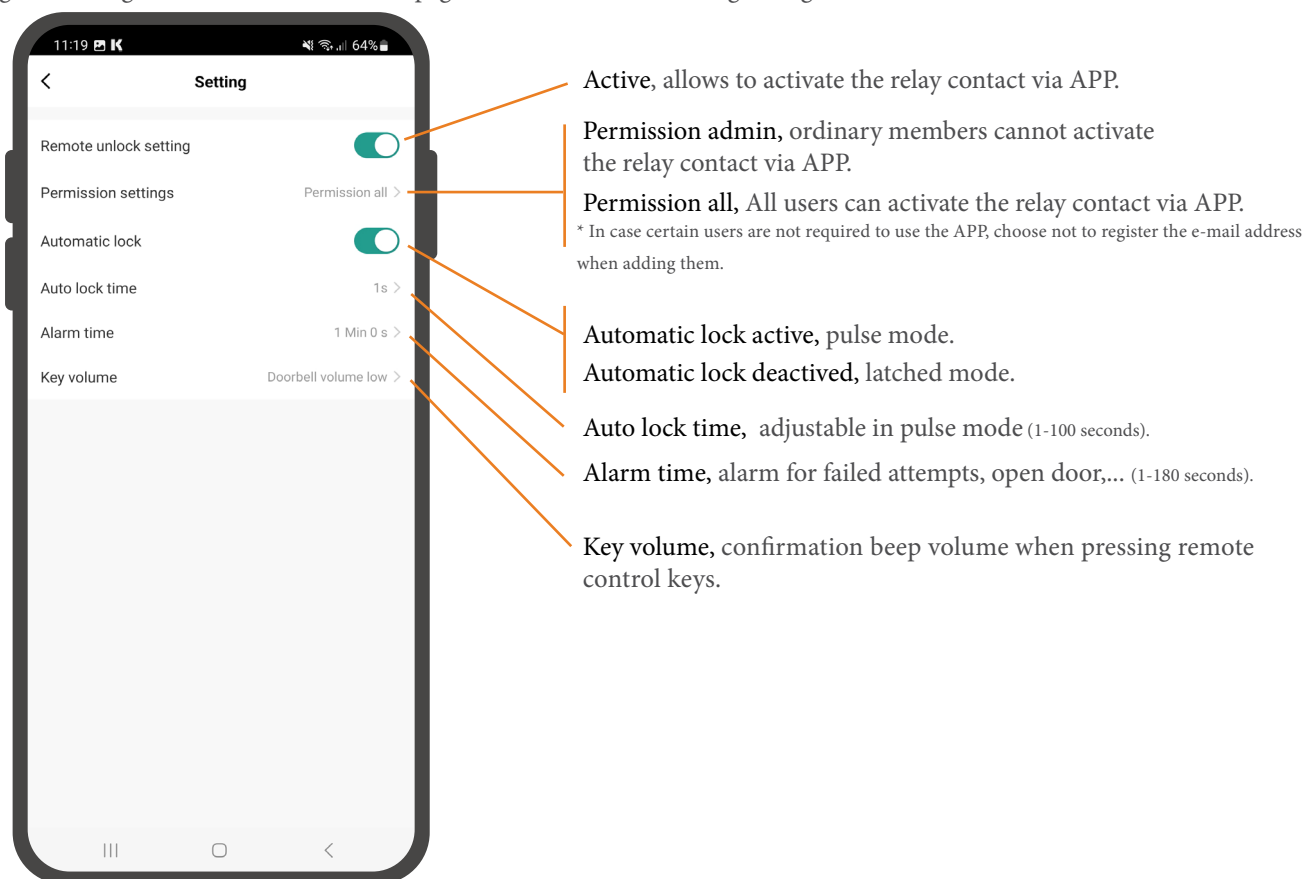 11:19 K 64%
Setting
Remote unlock setting
Permission settings Permission all
Automatic lock
Auto lock time 1s
Alarm time 1 Min 0 s
Key volume Doorbell volume low
Active, allows to activate the relay contact via APP.
Permission admin, ordinary members cannot activate
the relay contact via APP.
Permission all, All users can activate the relay contact via APP.
* In case certain users are not required to use the APP, choose not to register the e-mail address
when adding them.
Automatic lock active, pulse mode.
Automatic lock deactived, latched mode.
Auto lock time, adjustable in pulse mode (1-100 seconds).
Alarm time, alarm for failed attempts, open door,... (1-180 seconds).
Key volume, confirmation beep volume when pressing remote
control keys.